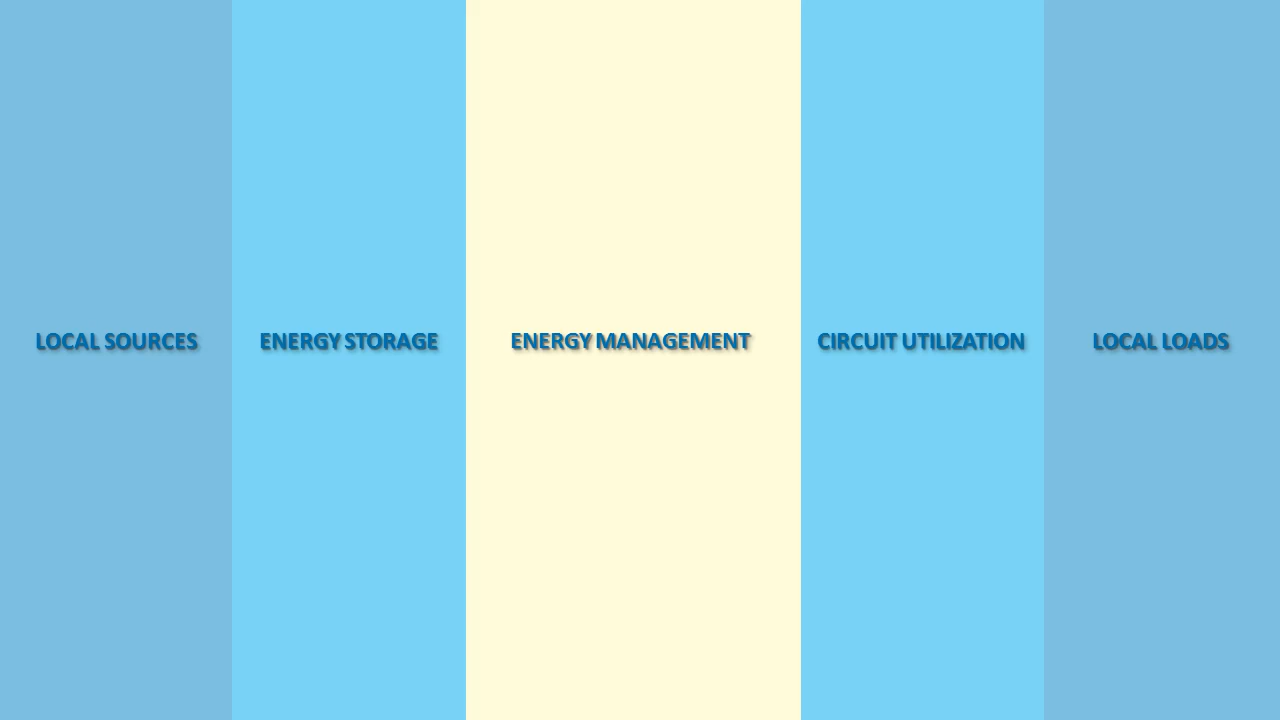 LOCAL SOURCES
ENERGY STORAGE
ENERGY MANAGEMENT
CIRCUIT UTILIZATION
LOCAL LOADS